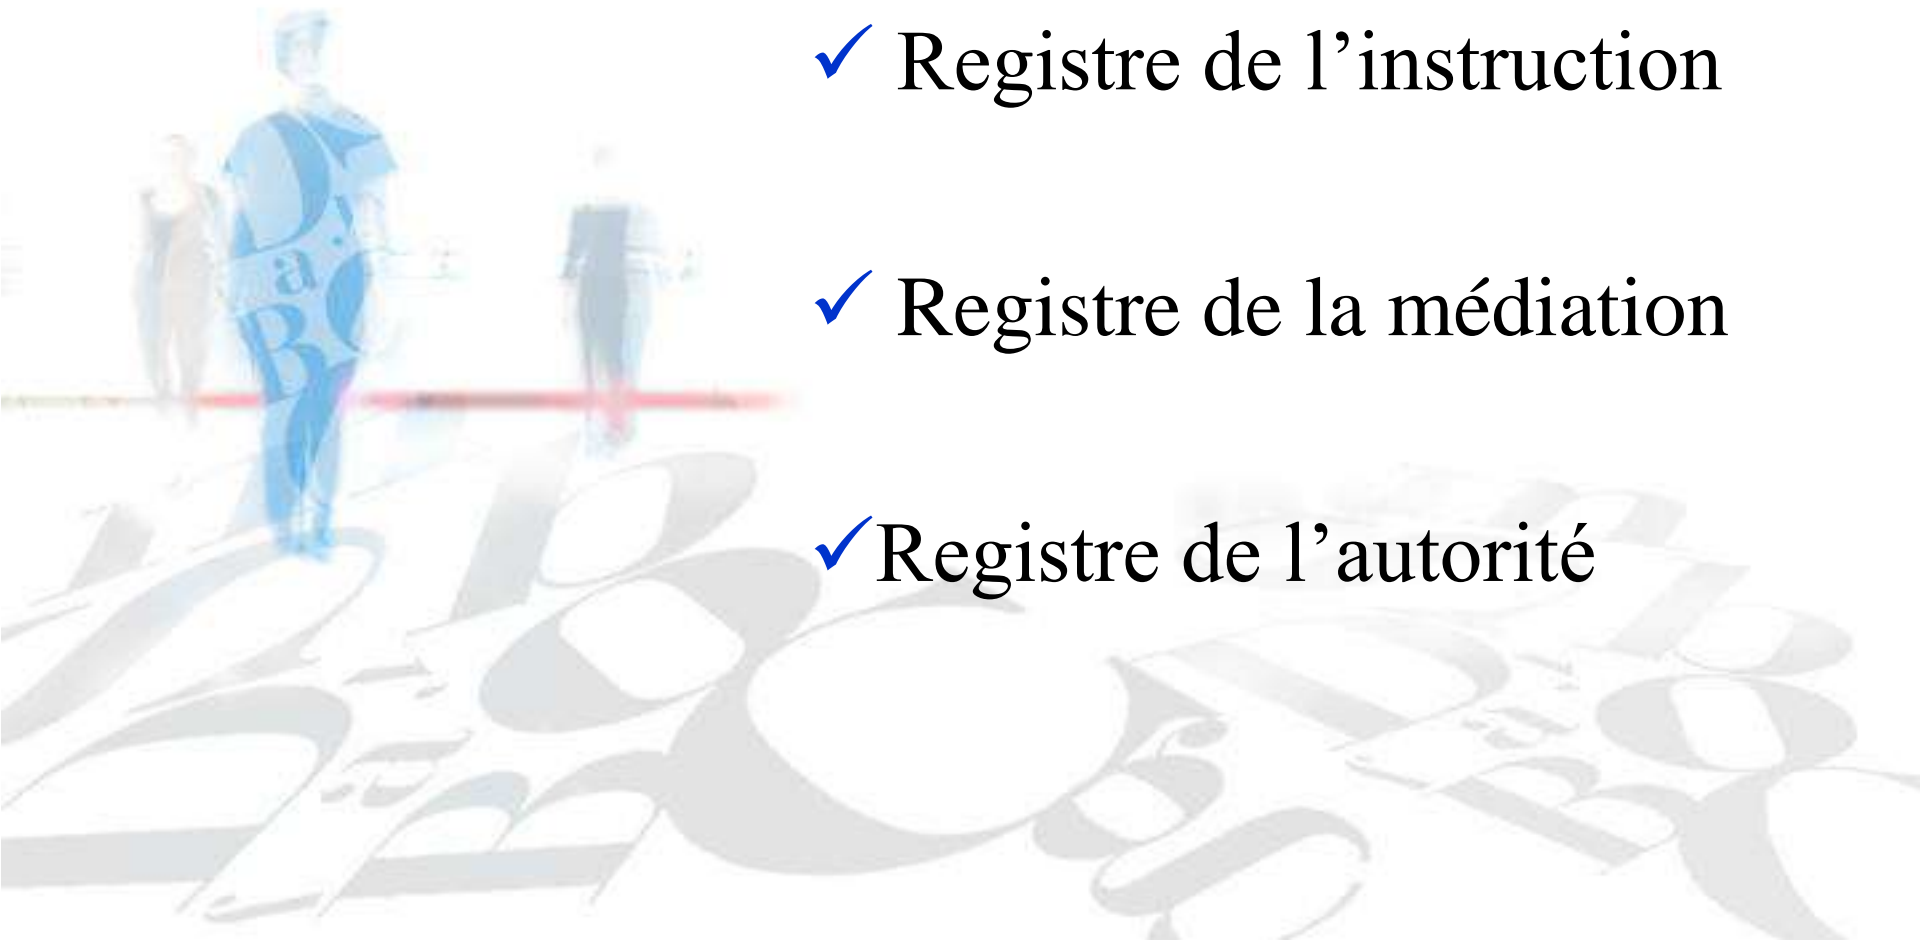 ✓ Registre de l’instruction
✓ Registre de la médiation
✓Registre de l’autorité